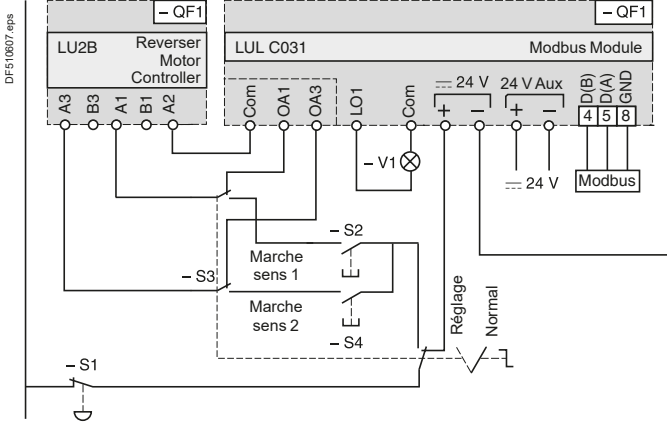 DF510607.eps
– QF1
– QF1
LU2B
Reverser
Motor
Controller
LUL C031
Modbus Module
A3
B3
A1
B1
A2
Com
OA1
OA3
LO1
Com
24 V
+
–
24 V Aux
+
–
D(B)
D(A)
GND
4
5
8
– V1
24 V
Modbus
– S2
Marche
sens 1
– S3
Marche
sens 2
– S4
Réglage
Normal
– S1